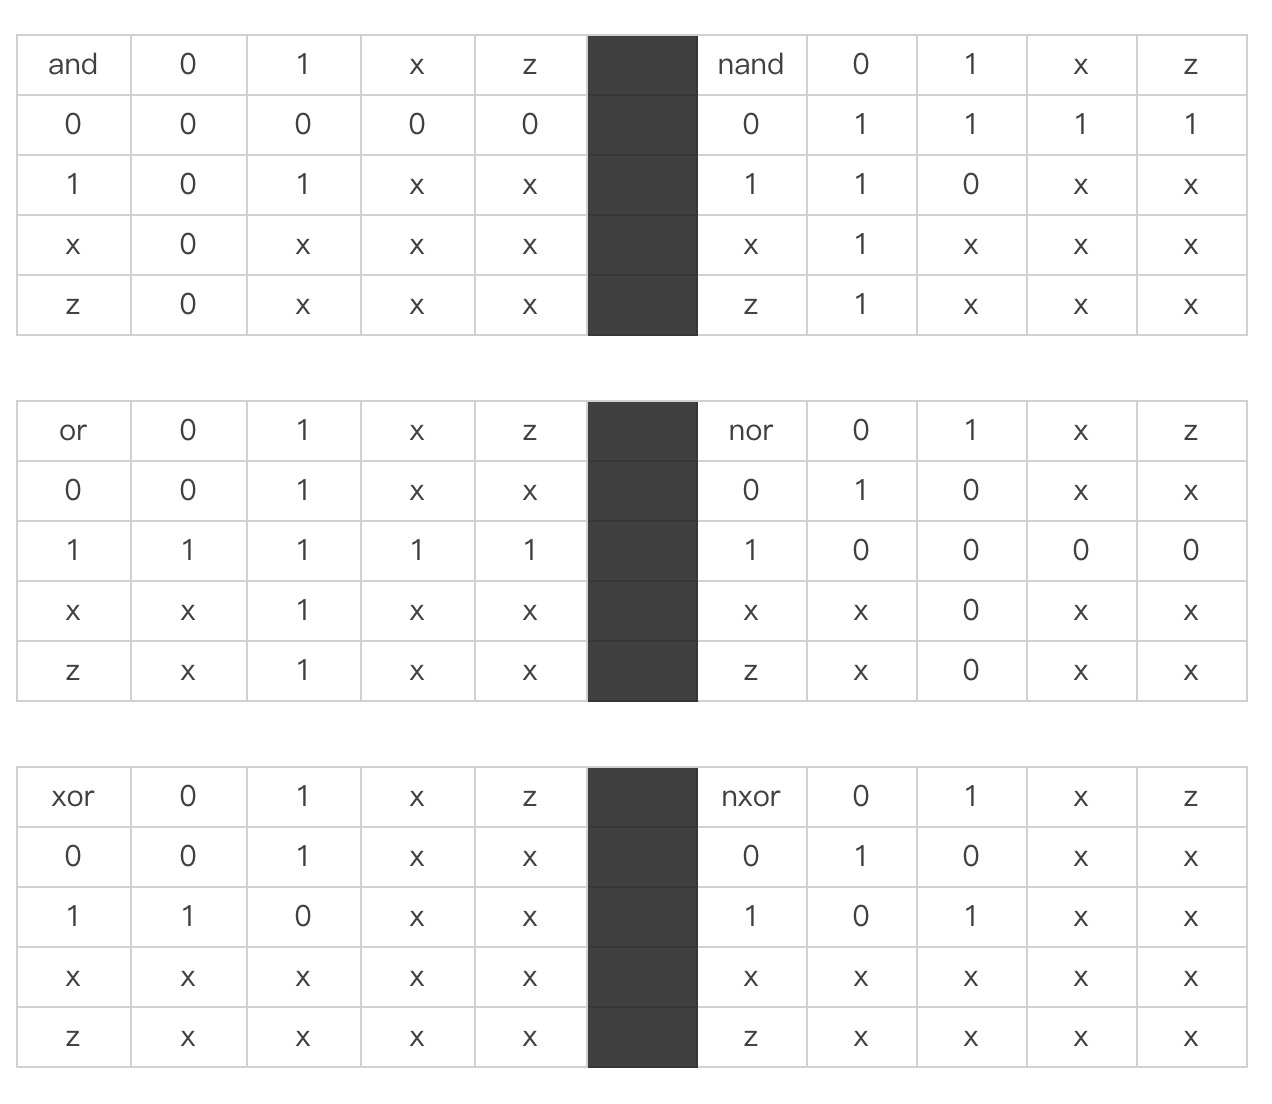 and 0 1 x z nand 0 1 x z
0 0 0 0 0 0 1 1 1 1
1 0 1 x x 1 1 0 x x
x 0 x x x x 1 x x x
z 0 x x x z 1 x x x
or 0 1 x z nor 0 1 x z
0 0 1 x x 0 1 0 x x
1 1 1 1 1 1 0 0 0 0
x x 1 x x x x 0 x x
z x 1 x x z x 0 x x
xor 0 1 x z nxor 0 1 x z
0 0 1 x x 0 1 0 x x
1 1 0 x x 1 0 1 x x
x x x x x x x x x x
z x x x x z x x x x